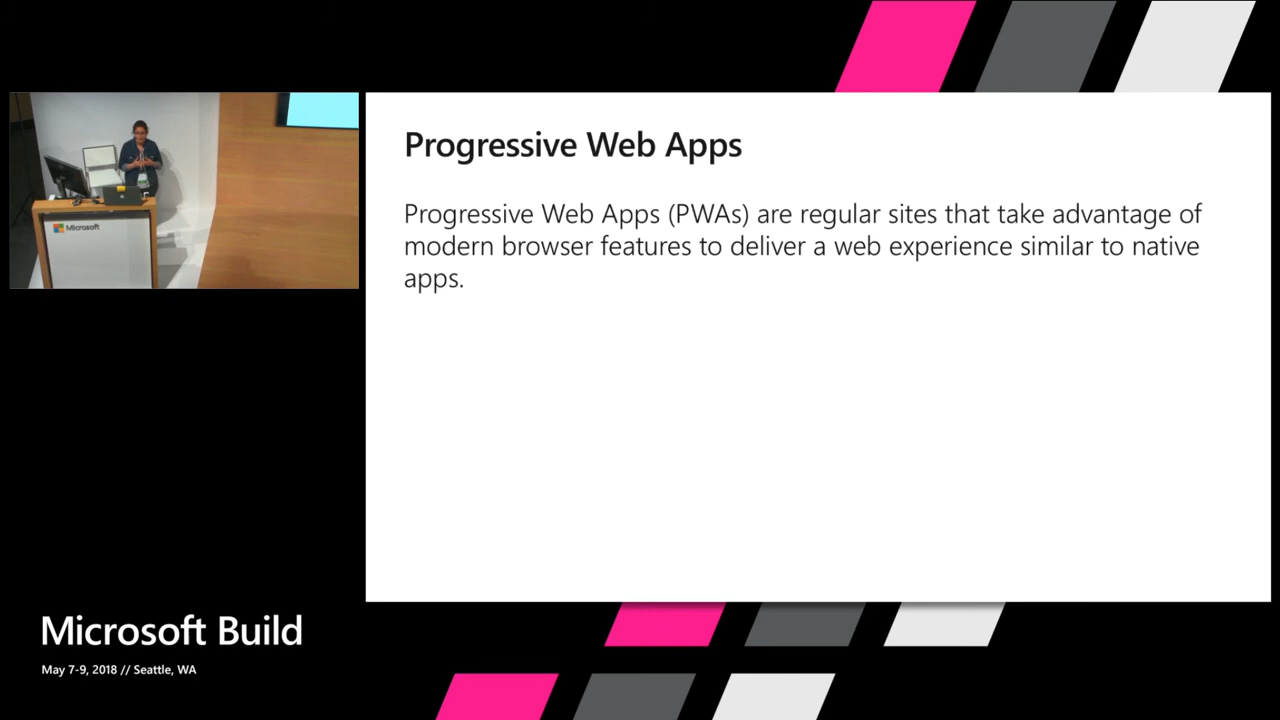 Microsoft
Progressive Web Apps
Progressive Web Apps (PWAs) are regular sites that take advantage of
modern browser features to deliver a web experience similar to native
apps.
Microsoft Build
May 7-9, 2018 // Seattle, WA